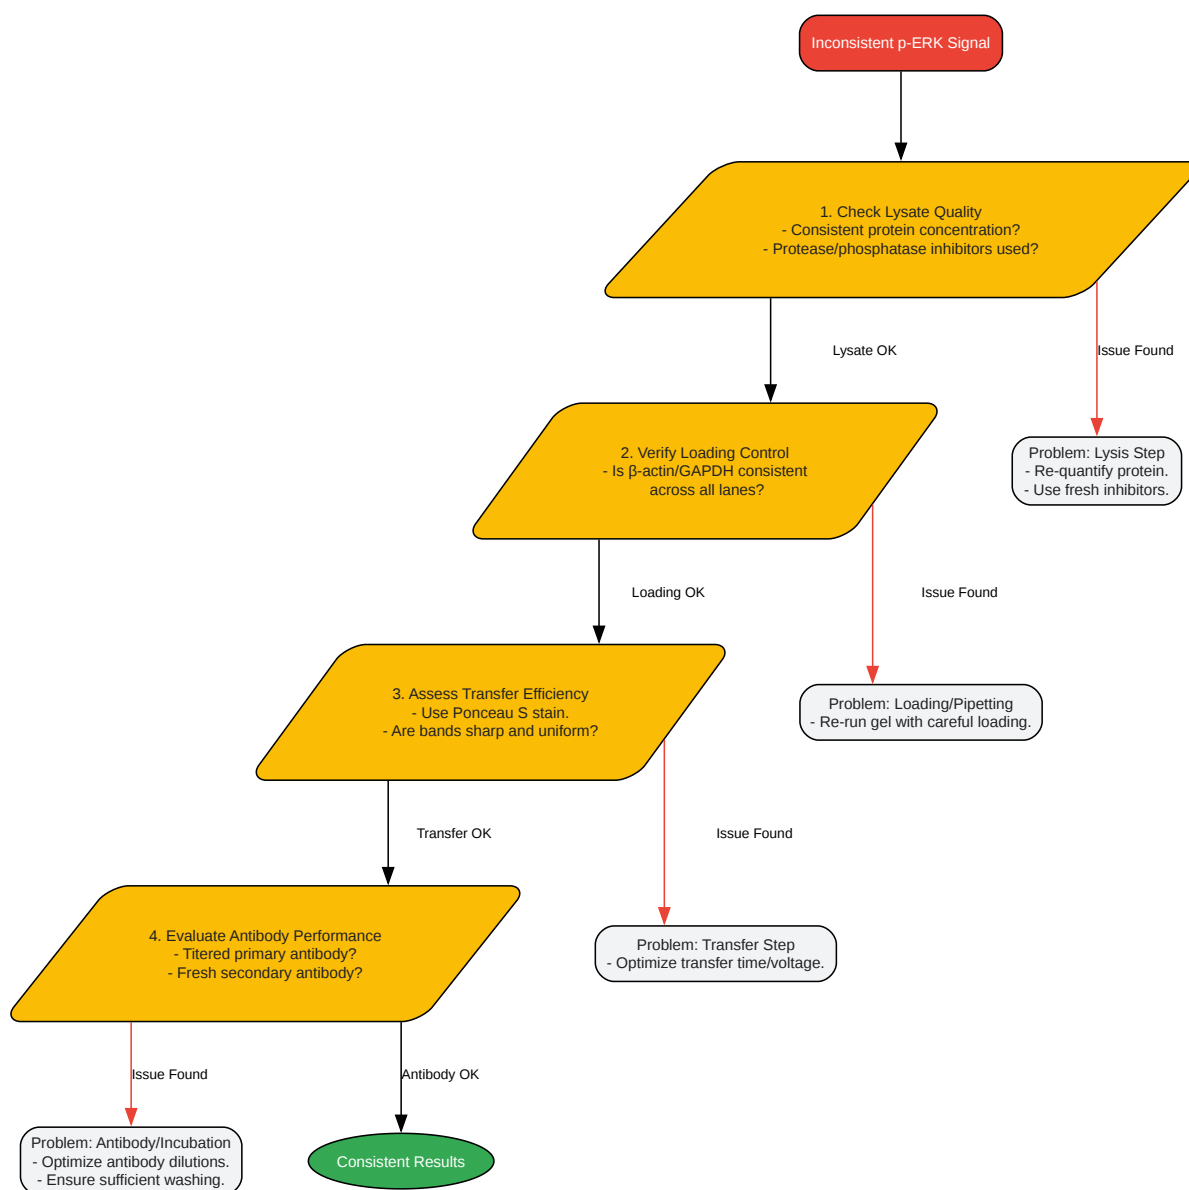 Inconsistent p-ERK Signal
1. Check Lysate Quality
- Consistent protein concentration?
- Protease/phosphatase inhibitors used?
Lysate OK
Issue Found
Problem: Lysis Step
- Re-quantify protein.
- Use fresh inhibitors.
2. Verify Loading Control
- Is β-actin/GAPDH consistent
across all lanes?
Loading OK
Issue Found
Problem: Loading/Pipetting
- Re-run gel with careful loading.
3. Assess Transfer Efficiency
- Use Ponceau S stain.
- Are bands sharp and uniform?
Transfer OK
Issue Found
Problem: Transfer Step
- Optimize transfer time/voltage.
4. Evaluate Antibody Performance
- Titered primary antibody?
- Fresh secondary antibody?
Issue Found
Antibody OK
Problem: Antibody/Incubation
- Optimize antibody dilutions.
- Ensure sufficient washing.
Consistent Results